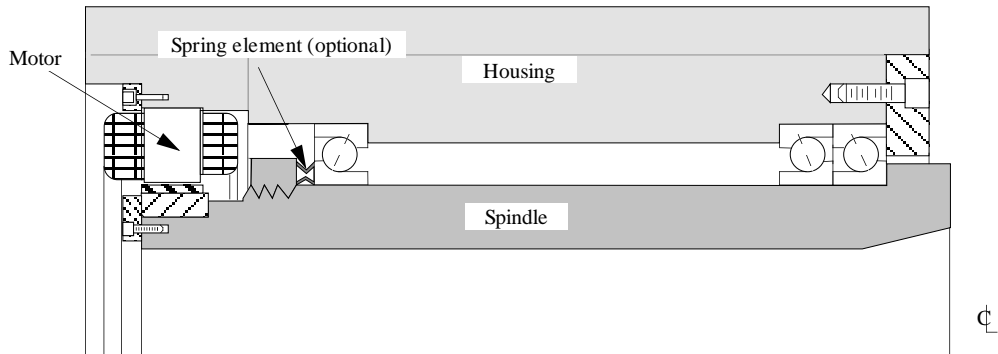 Spring element (optional)
Motor
Housing
Spindle
℄